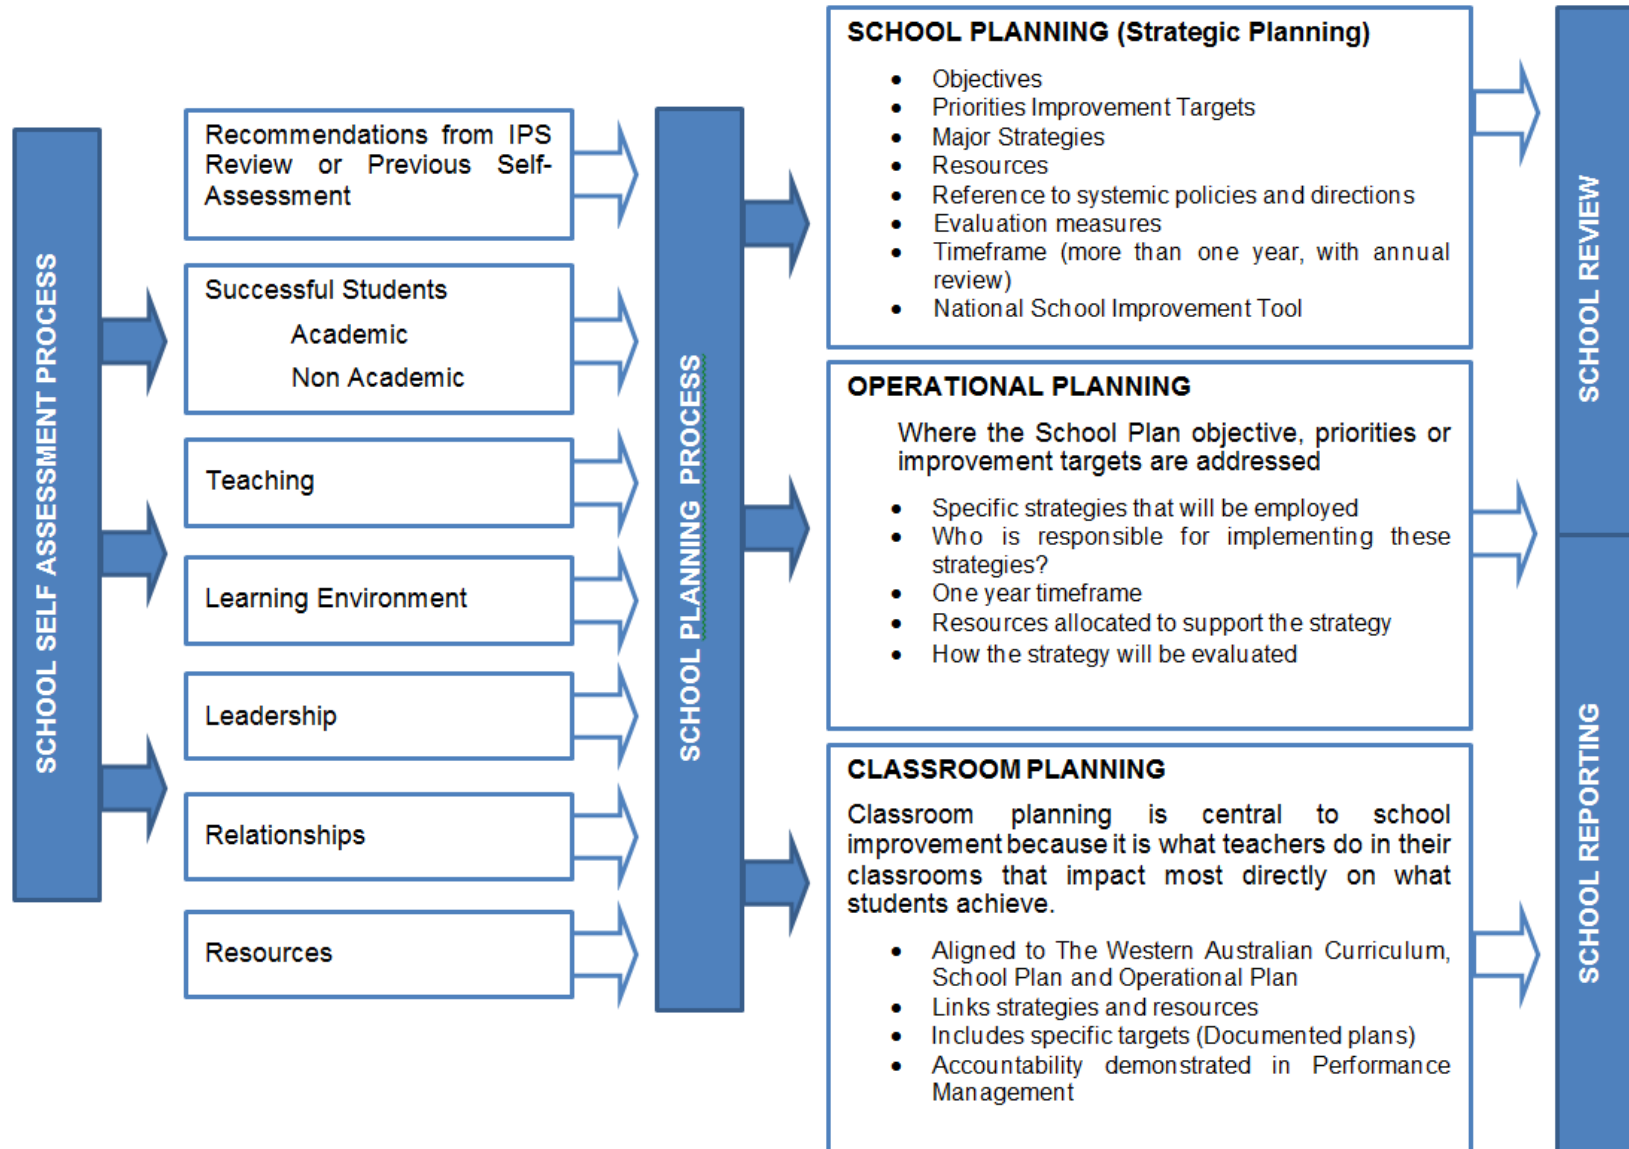 SCHOOL SELF ASSESSMENT PROCESS
Recommendations from IPS
Review or Previous Self-
Assessment
Successful Students
Academic
Non Academic
Teaching
Learning Environment
Leadership
Relationships
Resources
SCHOOL PLANNING PROCESS
SCHOOL PLANNING (Strategic Planning)
• Objectives
• Priorities Improvement Targets
• Major Strategies
• Resources
• Reference to systemic policies and directions
• Evaluation measures
• Timeframe (more than one year, with annual
review)
• National School Improvement Tool
OPERATIONAL PLANNING
Where the School Plan objective, priorities or
improvement targets are addressed
• Specific strategies that will be employed
• Who is responsible for implementing these
strategies?
• One year timeframe
• Resources allocated to support the strategy
• How the strategy will be evaluated
CLASSROOM PLANNING
Classroom planning is central to school
improvement because it is what teachers do in their
classrooms that impact most directly on what
students achieve.
• Aligned to The Western Australian Curriculum,
School Plan and Operational Plan
• Links strategies and resources
• Includes specific targets (Documented plans)
• Accountability demonstrated in Performance
Management
SCHOOL REVIEW
SCHOOL REPORTING